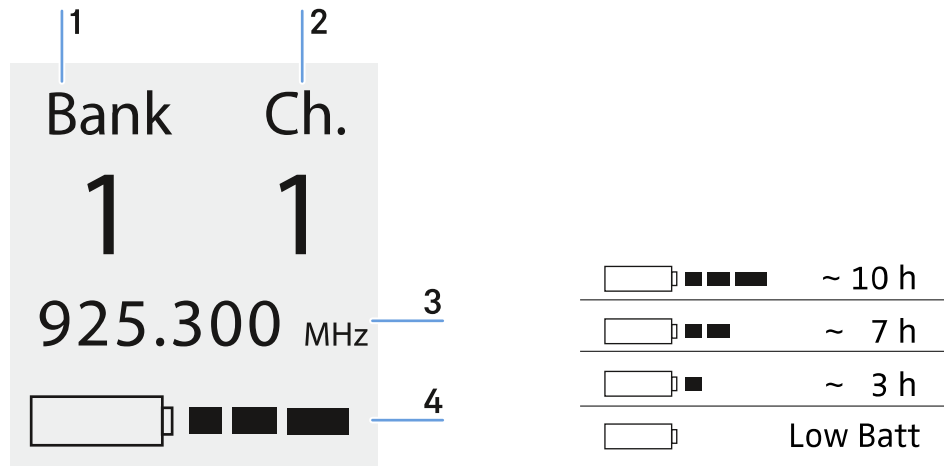 1 2
Bank Ch.
1 1
3
925.300 MHz
4
~ 10 h
~ 7 h
~ 3 h
Low Batt